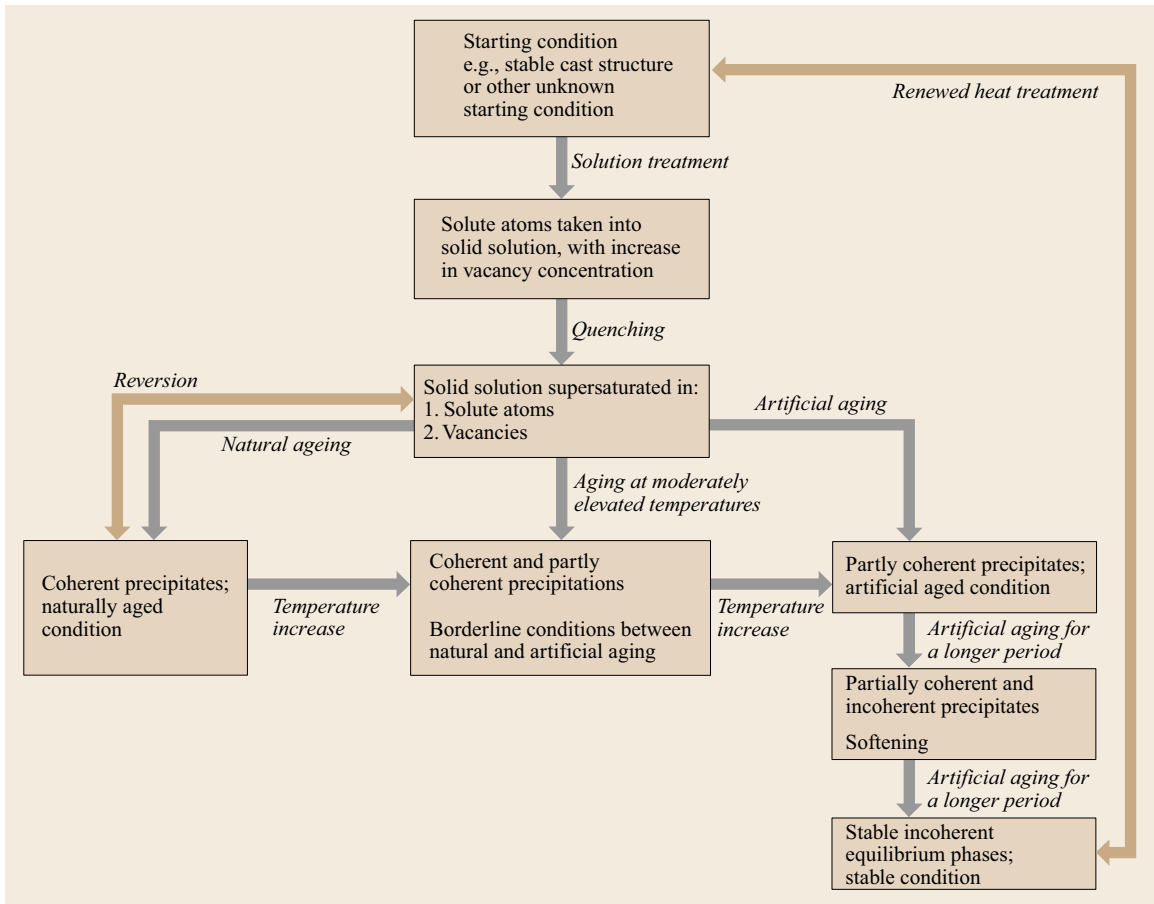 Starting condition
e.g., stable cast structure
or other unknown
starting condition
Renewed heat treatment
Solution treatment
Solute atoms taken into
solid solution, with increase
in vacancy concentration
Quenching
Reversion
Solid solution supersaturated in:
1. Solute atoms
2. Vacancies
Artificial aging
Natural ageing
Aging at moderately
elevated temperatures
Coherent precipitates;
naturally aged
condition
Temperature
increase
Coherent and partly
coherent precipitations
Borderline conditions between
natural and artificial aging
Temperature
increase
Partly coherent precipitates;
artificial aged condition
Artificial aging for
a longer period
Partially coherent and
incoherent precipitates
Softening
Artificial aging for
a longer period
Stable incoherent
equilibrium phases;
stable condition